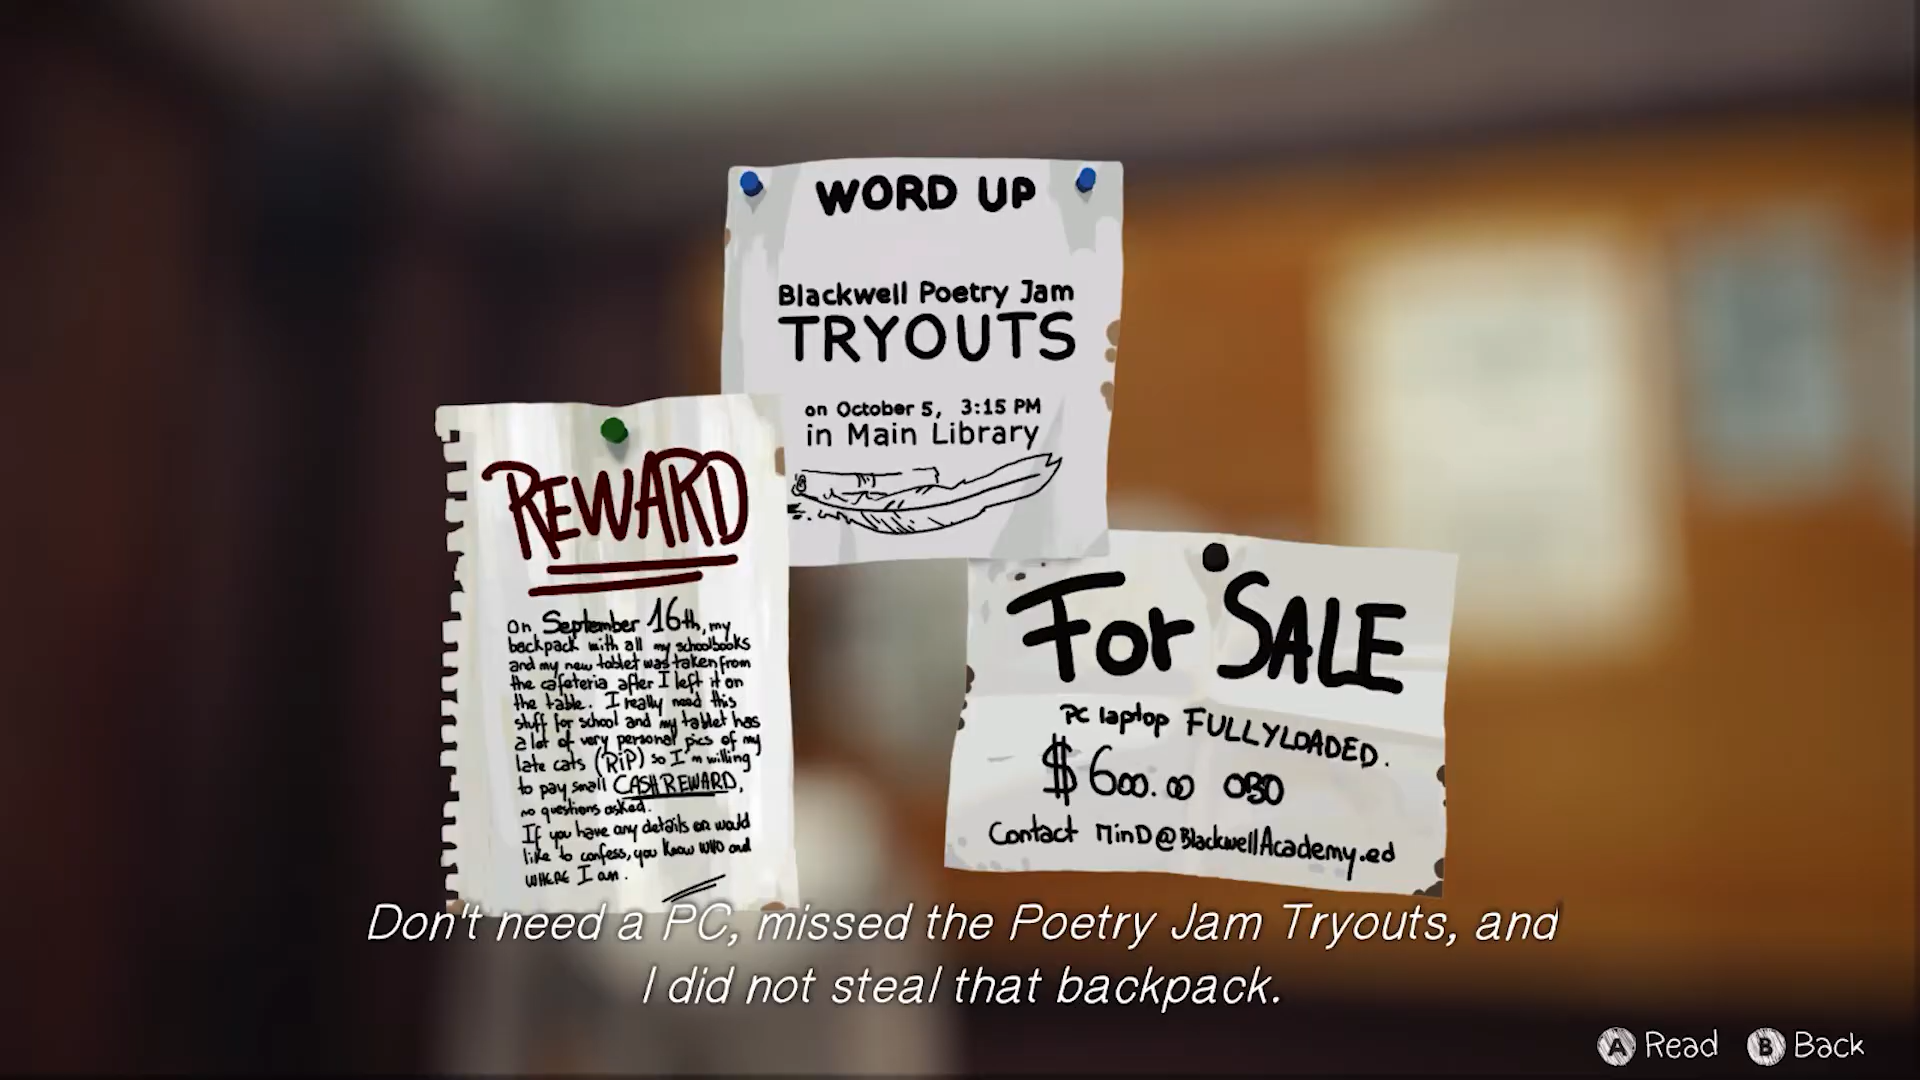 WORD UP
Blackwell Poetry Jam
TRYOUTS
on October 5, 3:15 PM
in Main Library
REWARD
On September 16th, my
backpack with all my schoolbooks
and my new tablet was taken from
the cafeteria after I left it on
the table. I really need this
stuff for school and my tablet has
a lot of very personal pics of my
late cats (RiP) so I'm willing
to pay small CASH REWARD,
no questions asked.
If you have any details or would
like to confess, you know WHO and
WHERE I am.
For SALE
PC laptop FULLYLOADED.
$600.00 OBO
Contact MinD@BlackwellAcademy.ed
Don't need a PC, missed the Poetry Jam Tryouts, and
I did not steal that backpack.
A Read B Back